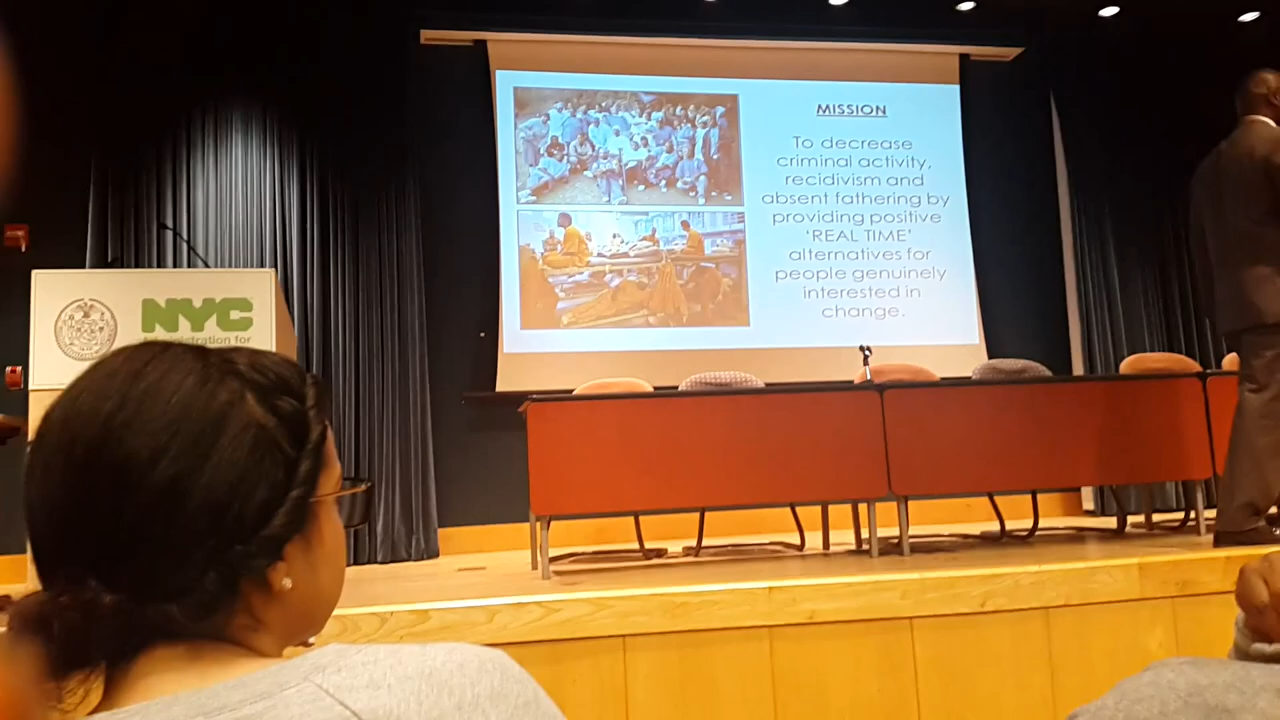 MISSION
To decrease
criminal activity,
recidivism and
absent fathering by
providing positive
‘REAL TIME’
alternatives for
people genuinely
interested in
change.
NYC
Administration for